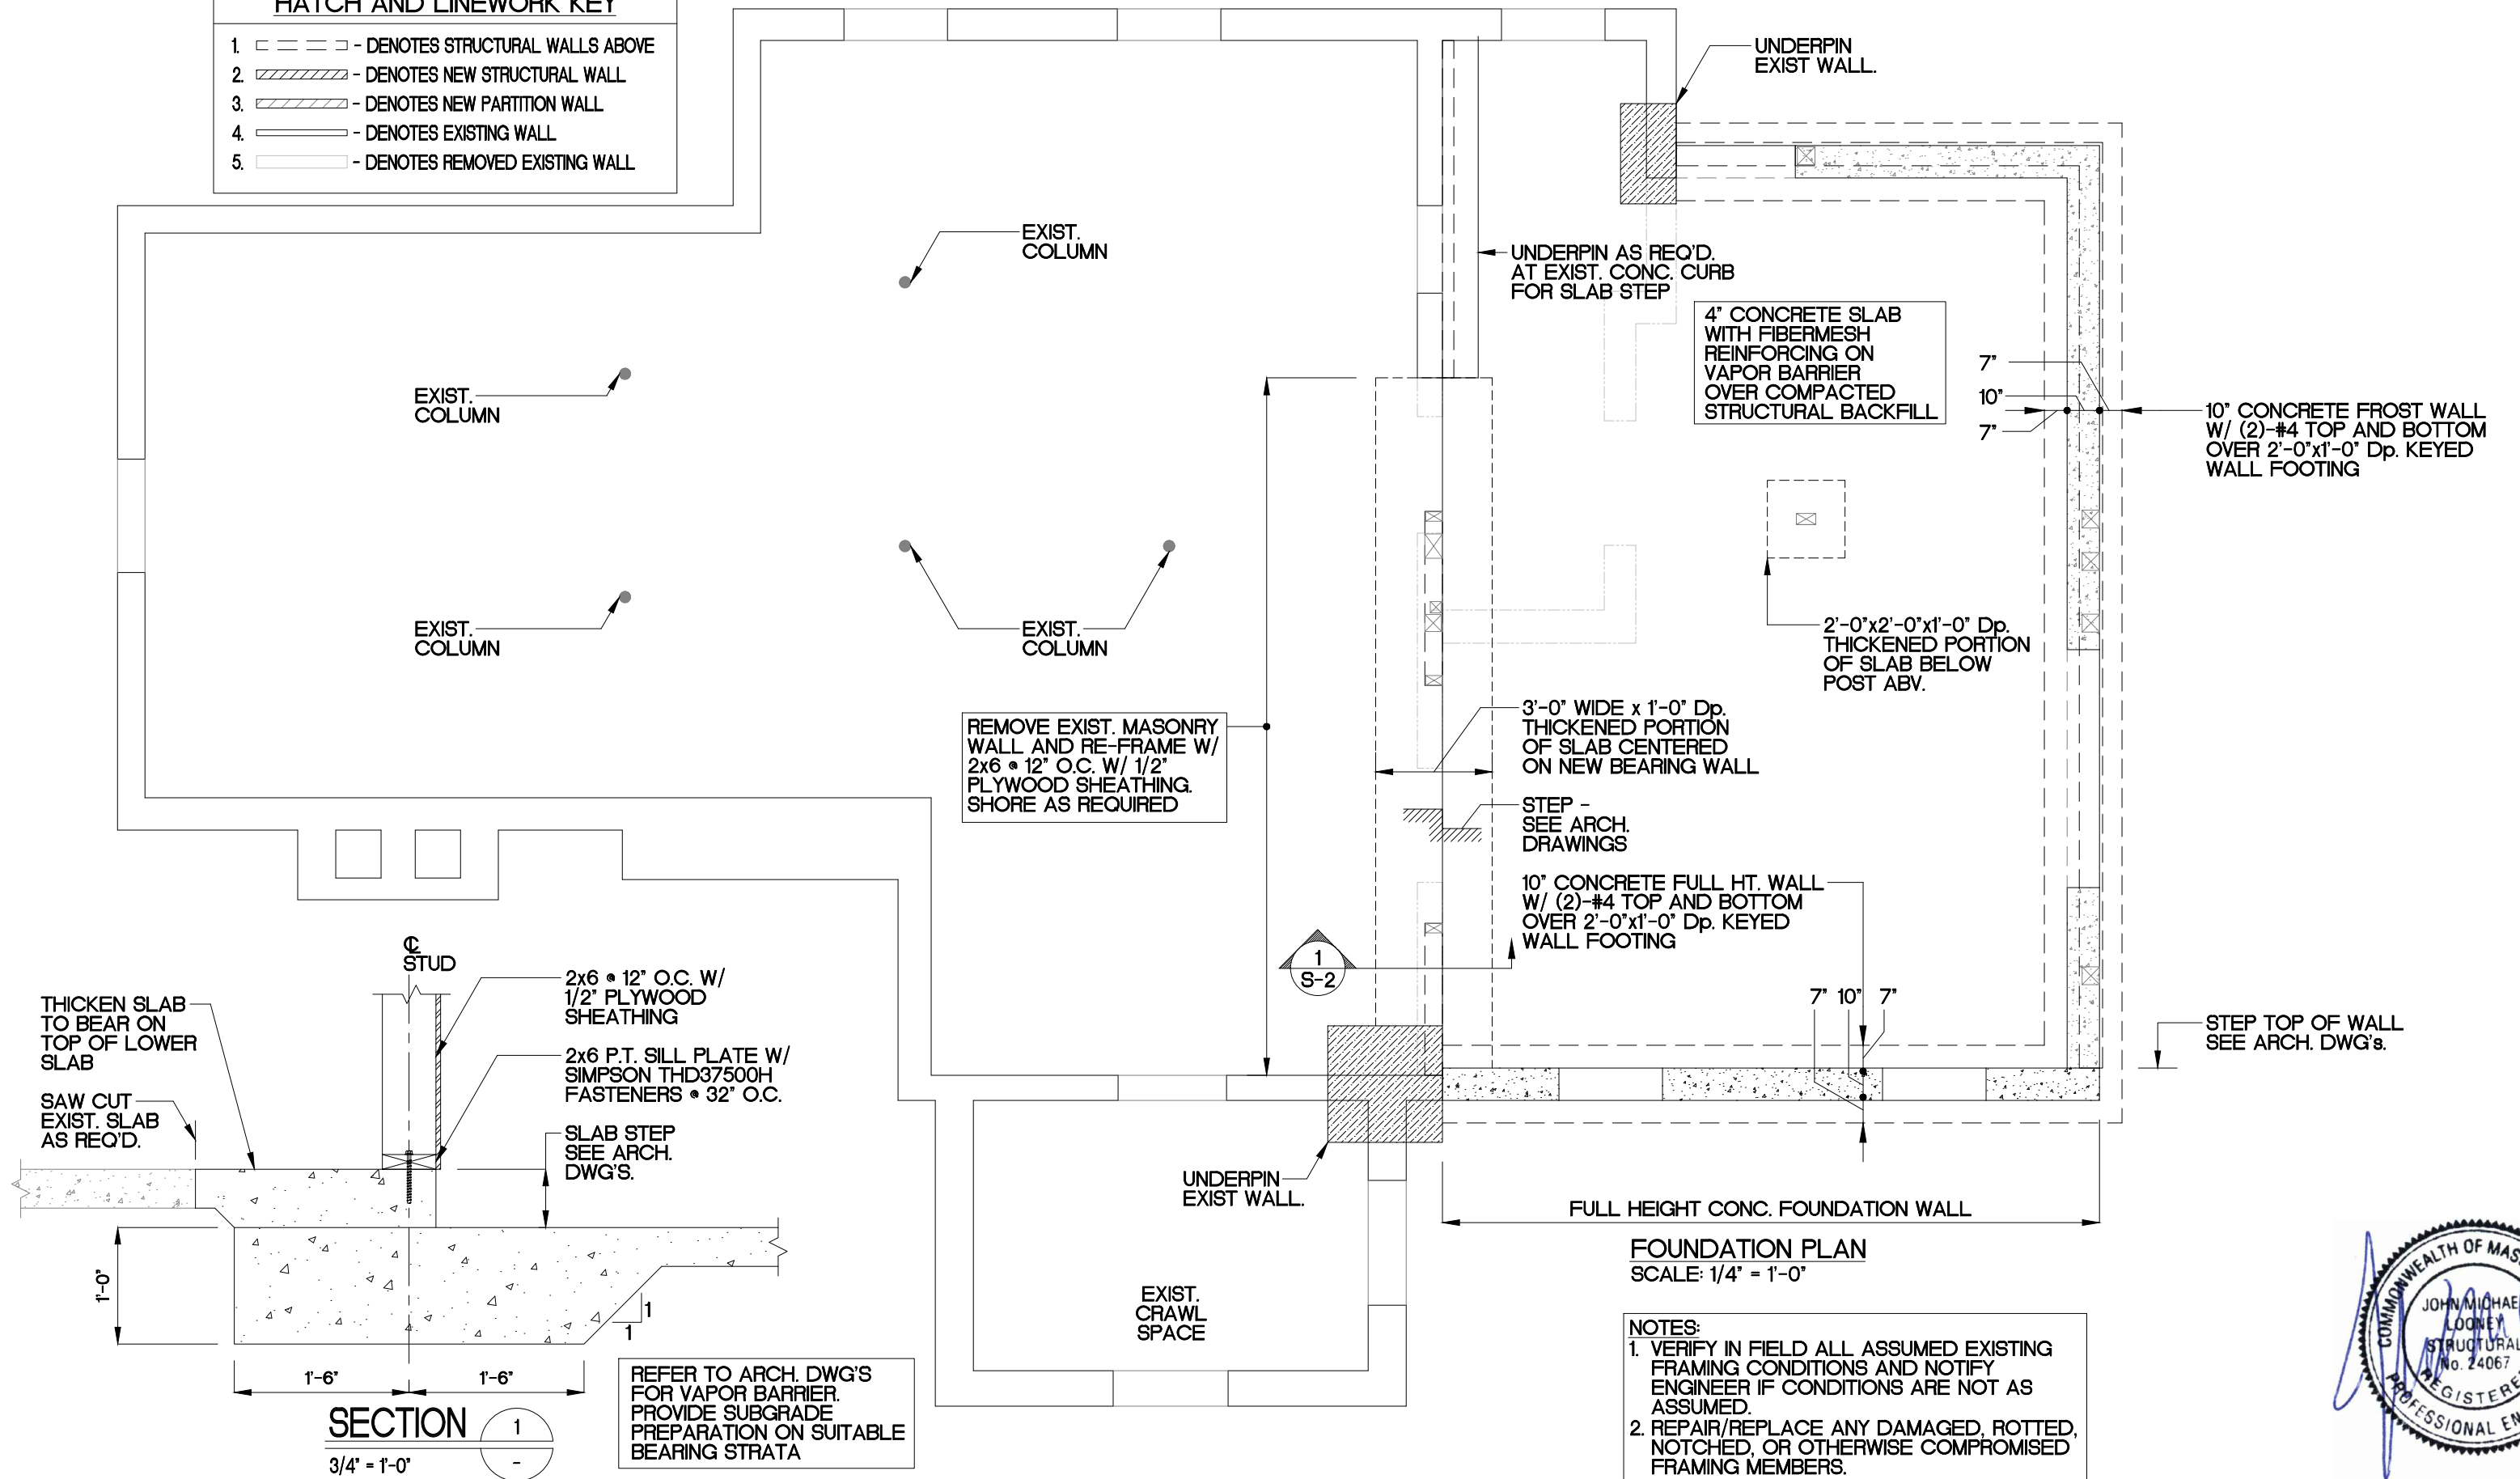 HATCH AND LINEWORK KEY
1. - DENOTES STRUCTURAL WALLS ABOVE
2. - DENOTES NEW STRUCTURAL WALL
3. - DENOTES NEW PARTITION WALL
4. - DENOTES EXISTING WALL
5. - DENOTES REMOVED EXISTING WALL
UNDERPIN
EXIST WALL.
EXIST.
COLUMN
UNDERPIN AS REQ'D.
AT EXIST. CONC. CURB
FOR SLAB STEP
4" CONCRETE SLAB
WITH FIBERMESH
REINFORCING ON
VAPOR BARRIER
OVER COMPACTED
STRUCTURAL BACKFILL
7"
10"
7"
10" CONCRETE FROST WALL
W/ (2)-#4 TOP AND BOTTOM
OVER 2'-0"x1'-0" Dp. KEYED
WALL FOOTING
EXIST.
COLUMN
EXIST.
COLUMN
EXIST.
COLUMN
2'-0"x2'-0"x1'-0" Dp.
THICKENED PORTION
OF SLAB BELOW
POST ABV.
REMOVE EXIST. MASONRY
WALL AND RE-FRAME W/
2x6 @ 12" O.C. W/ 1/2"
PLYWOOD SHEATHING.
SHORE AS REQUIRED
3'-0" WIDE x 1'-0" Dp.
THICKENED PORTION
OF SLAB CENTERED
ON NEW BEARING WALL
STEP -
SEE ARCH.
DRAWINGS
10" CONCRETE FULL HT. WALL
W/ (2)-#4 TOP AND BOTTOM
OVER 2'-0"x1'-0" Dp. KEYED
WALL FOOTING
1
S-2
7" 10" 7"
STEP TOP OF WALL
SEE ARCH. DWG's.
℄
STUD
THICKEN SLAB
TO BEAR ON
TOP OF LOWER
SLAB
SAW CUT
EXIST. SLAB
AS REQ'D.
2x6 @ 12" O.C. W/
1/2" PLYWOOD
SHEATHING
2x6 P.T. SILL PLATE W/
SIMPSON THD37500H
FASTENERS @ 32" O.C.
SLAB STEP
SEE ARCH.
DWG'S.
1'-0"
1
1
1'-6"
1'-6"
SECTION
1
-
3/4" = 1'-0"
REFER TO ARCH. DWG'S
FOR VAPOR BARRIER.
PROVIDE SUBGRADE
PREPARATION ON SUITABLE
BEARING STRATA
UNDERPIN
EXIST WALL.
EXIST.
CRAWL
SPACE
FULL HEIGHT CONC. FOUNDATION WALL
FOUNDATION PLAN
SCALE: 1/4" = 1'-0"
NOTES:
1. VERIFY IN FIELD ALL ASSUMED EXISTING
FRAMING CONDITIONS AND NOTIFY
ENGINEER IF CONDITIONS ARE NOT AS
ASSUMED.
2. REPAIR/REPLACE ANY DAMAGED, ROTTED,
NOTCHED, OR OTHERWISE COMPROMISED
FRAMING MEMBERS.
COMMONWEALTH OF MAS
JOHN MICHAE
LOONEY
STRUCTURAL
No. 24067
REGISTERE
PROFESSIONAL EN